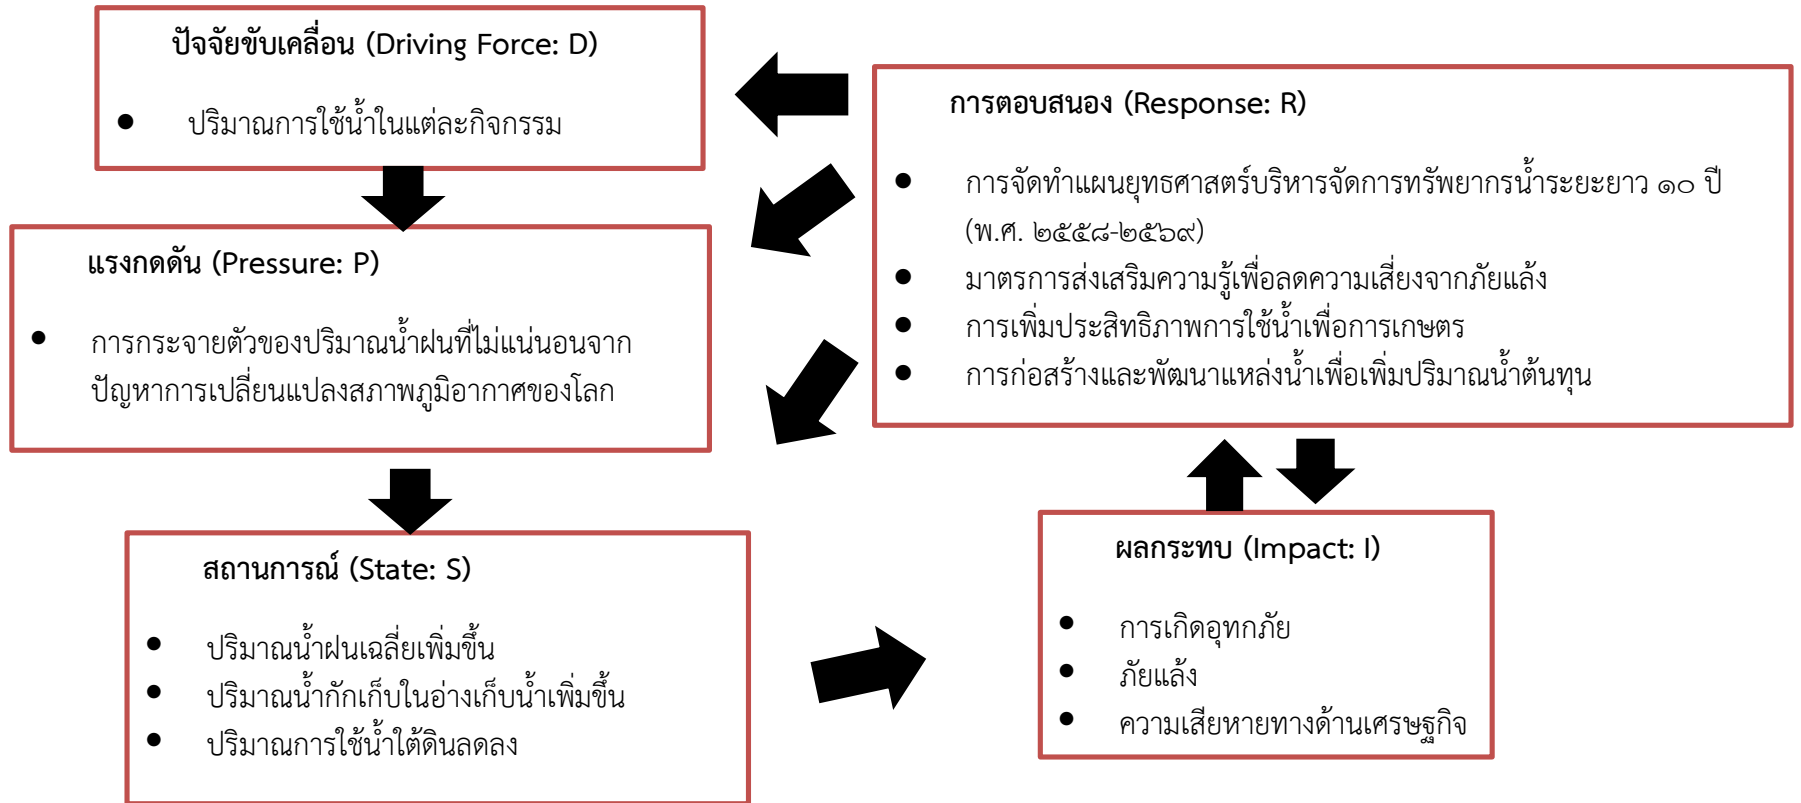 ปัจจัยขับเคลื่อน (Driving Force: D)
● ปริมาณการใช้น้ำในแต่ละกิจกรรม
แรงกดดัน (Pressure: P)
● การกระจายตัวของปริมาณน้ำฝนที่ไม่แน่นอนจาก
ปัญหาการเปลี่ยนแปลงสภาพภูมิอากาศของโลก
สถานการณ์ (State: S)
● ปริมาณน้ำฝนเฉลี่ยเพิ่มขึ้น
● ปริมาณน้ำกักเก็บในอ่างเก็บน้ำเพิ่มขึ้น
● ปริมาณการใช้น้ำใต้ดินลดลง
การตอบสนอง (Response: R)
● การจัดทำแผนยุทธศาสตร์บริหารจัดการทรัพยากรน้ำระยะยาว ๑๐ ปี
(พ.ศ. ๒๕๕๘-๒๕๖๙)
● มาตรการส่งเสริมความรู้เพื่อลดความเสี่ยงจากภัยแล้ง
● การเพิ่มประสิทธิภาพการใช้น้ำเพื่อการเกษตร
● การก่อสร้างและพัฒนาแหล่งน้ำเพื่อเพิ่มปริมาณน้ำต้นทุน
ผลกระทบ (Impact: I)
● การเกิดอุทกภัย
● ภัยแล้ง
● ความเสียหายทางด้านเศรษฐกิจ